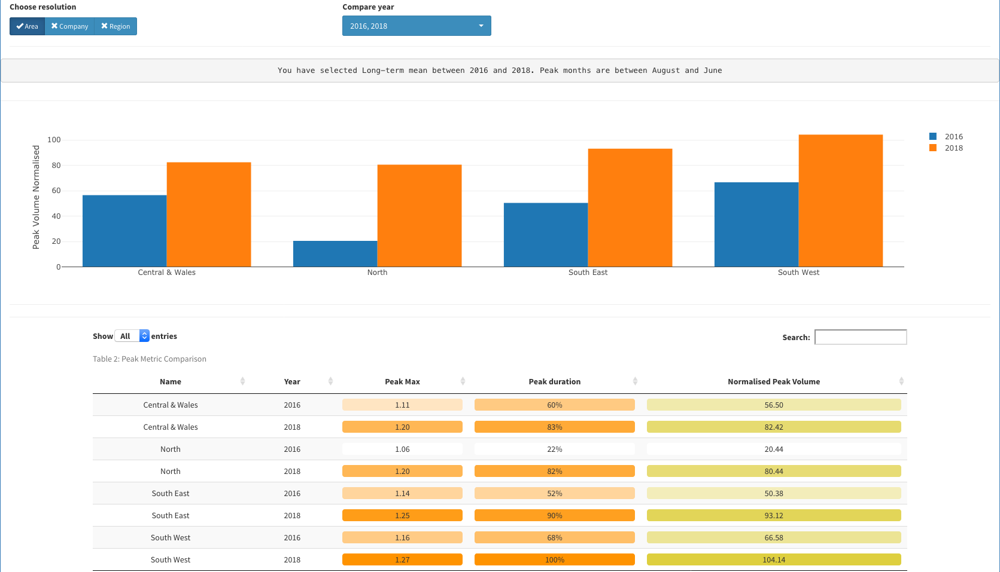 Choose resolution
Compare year
Area Company Region
2016, 2018
You have selected Long-term mean between 2016 and 2018. Peak months are between August and June
Peak Volume Normalised
100
80
60
40
20
0
Central & Wales North South East South West
2016
2018
Show All entries
Search:
Table 2: Peak Metric Comparison
Name Year Peak Max Peak duration Normalised Peak Volume
Central & Wales 2016 1.11 60% 56.50
Central & Wales 2018 1.20 83% 82.42
North 2016 1.06 22% 20.44
North 2018 1.20 82% 80.44
South East 2016 1.14 52% 50.38
South East 2018 1.25 90% 93.12
South West 2016 1.16 68% 66.58
South West 2018 1.27 100% 104.14